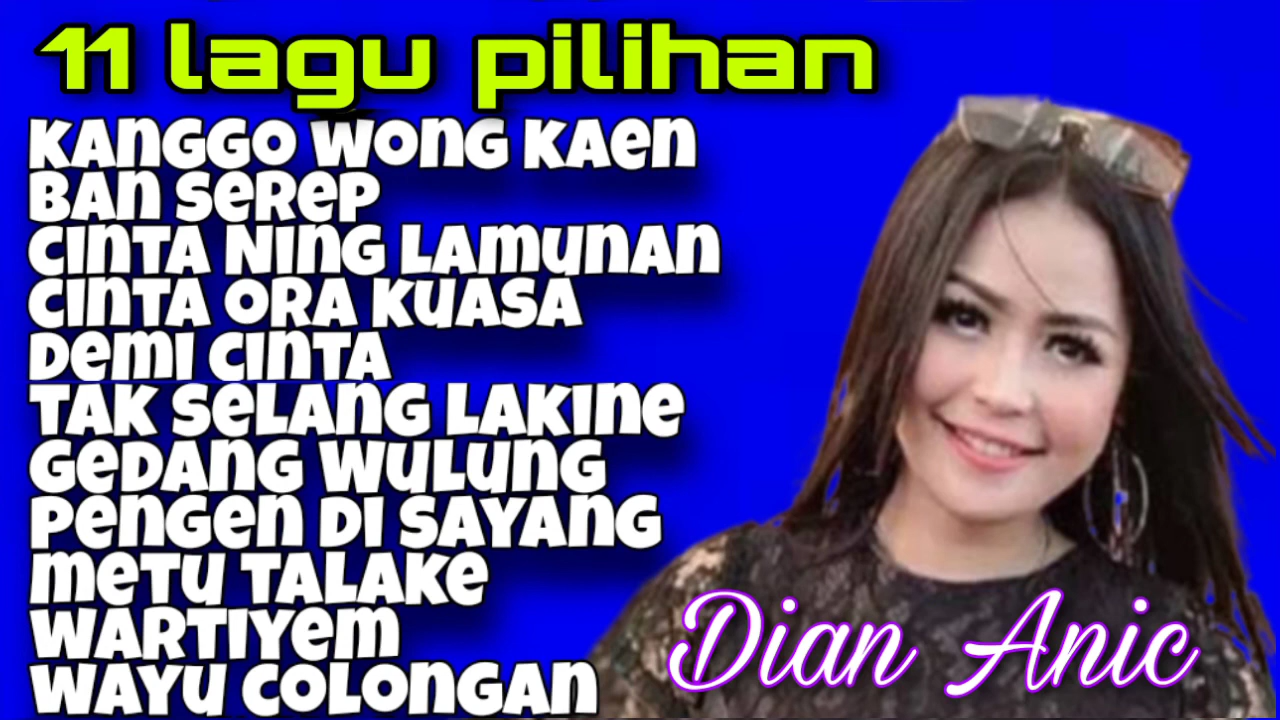 11 lagu pilihan
KANGGO WONG KAEN
BAN SEREP
CINTA NING LAMUNAN
CINTA ORA KUASA
DEMI CINTA
TAK SELANG LAKINE
GEDANG WULUNG
PENGEN DI SAYANG
METU TALAKE
WARTIYEM
WAYU COLONGAN
Dian Anic